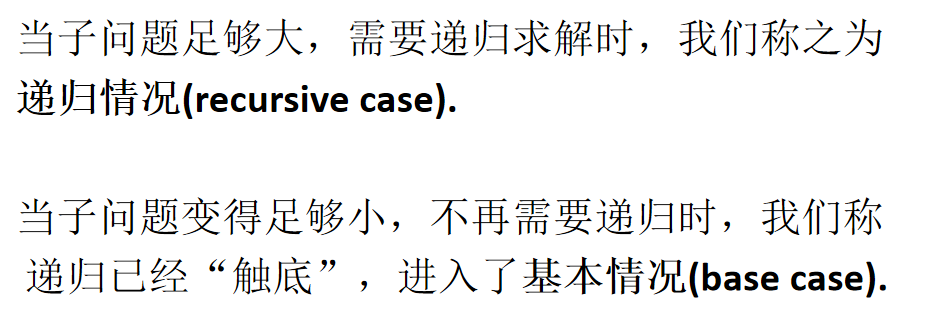 当子问题足够大，需要递归求解时，我们称之为
递归情况(recursive case).
当子问题变得足够小，不再需要递归时，我们称
递归已经“触底”，进入了基本情况(base case).